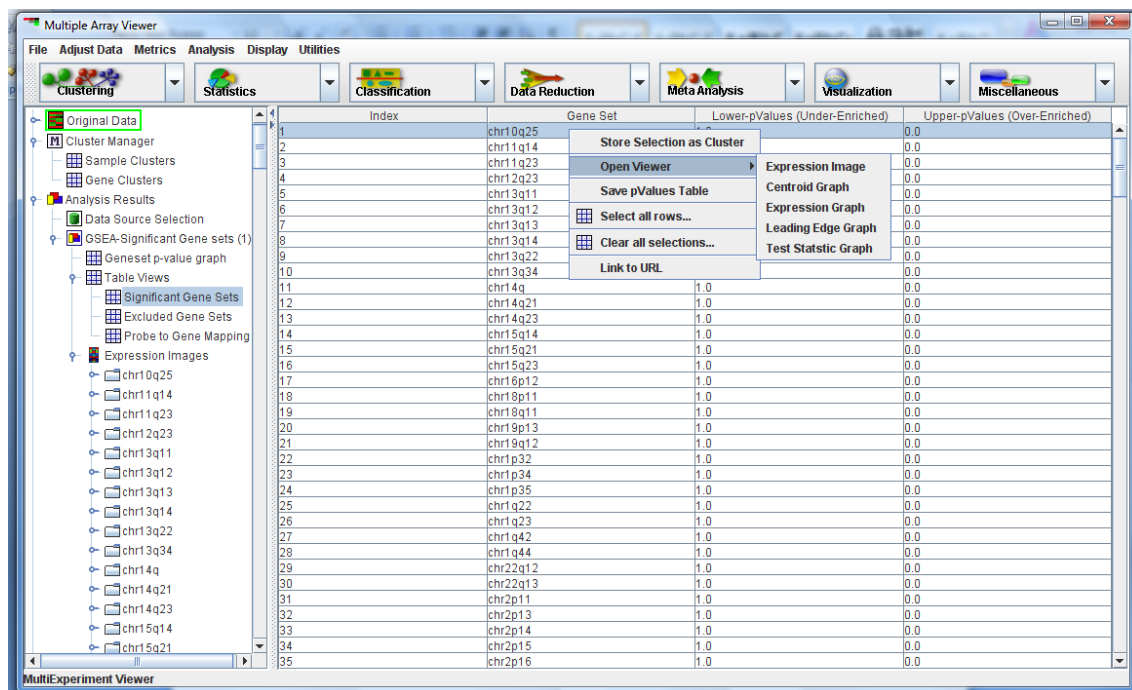 Multiple Array Viewer
File Adjust Data Metrics Analysis Display Utilities
Clustering Statistics Classification Data Reduction Meta Analysis Visualization Miscellaneous
Original Data
Cluster Manager
Sample Clusters
Gene Clusters
Analysis Results
Data Source Selection
GSEA-Significant Gene sets (1)
Geneset p-value graph
Table Views
Significant Gene Sets
Excluded Gene Sets
Probe to Gene Mapping
Expression Images
chr10q25
chr11q14
chr11q23
chr12q23
chr13q11
chr13q12
chr13q13
chr13q14
chr13q22
chr13q34
chr14q
chr14q21
chr14q23
chr15q14
chr15q21
Index Gene Set Lower-pValues (Under-Enriched) Upper-pValues (Over-Enriched)
1 chr10q25 0.0
2 chr11q14 0.0
3 chr11q23 0.0
4 chr12q23 0.0
5 chr13q11 0.0
6 chr13q12 0.0
7 chr13q13 0.0
8 chr13q14 0.0
9 chr13q22 0.0
10 chr13q34 0.0
11 chr14q 1.0 0.0
12 chr14q21 1.0 0.0
13 chr14q23 1.0 0.0
14 chr15q14 1.0 0.0
15 chr15q21 1.0 0.0
16 chr15q23 1.0 0.0
17 chr16p12 1.0 0.0
18 chr18p11 1.0 0.0
19 chr18q11 1.0 0.0
20 chr19p13 1.0 0.0
21 chr19q12 1.0 0.0
22 chr1p32 1.0 0.0
23 chr1p34 1.0 0.0
24 chr1p35 1.0 0.0
25 chr1q22 1.0 0.0
26 chr1q23 1.0 0.0
27 chr1q42 1.0 0.0
28 chr1q44 1.0 0.0
29 chr22q12 1.0 0.0
30 chr22q13 1.0 0.0
31 chr2p11 1.0 0.0
32 chr2p13 1.0 0.0
33 chr2p14 1.0 0.0
34 chr2p15 1.0 0.0
35 chr2p16 1.0 0.0
Store Selection as Cluster
Open Viewer
Save pValues Table
Select all rows...
Clear all selections...
Link to URL
Expression Image
Centroid Graph
Expression Graph
Leading Edge Graph
Test Statstic Graph
MultiExperiment Viewer